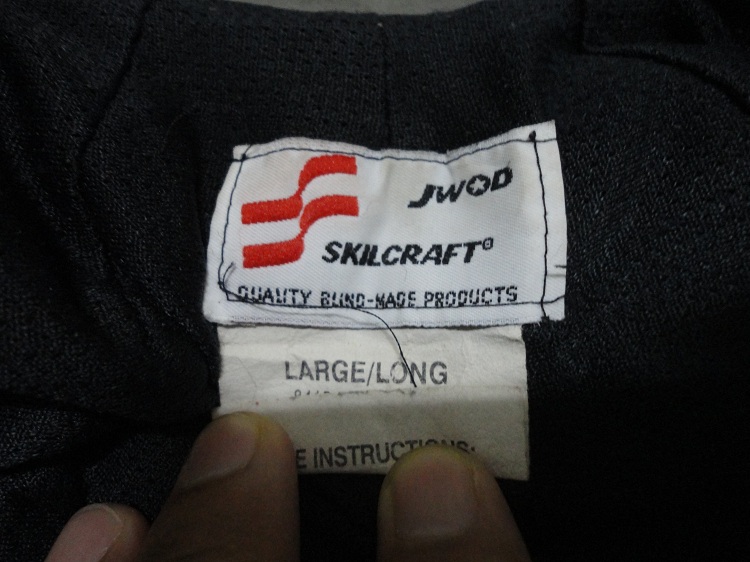 JWOD
SKILCRAFT®
QUALITY BLIND-MADE PRODUCTS
LARGE/LONG
E INSTRUCTIONS: